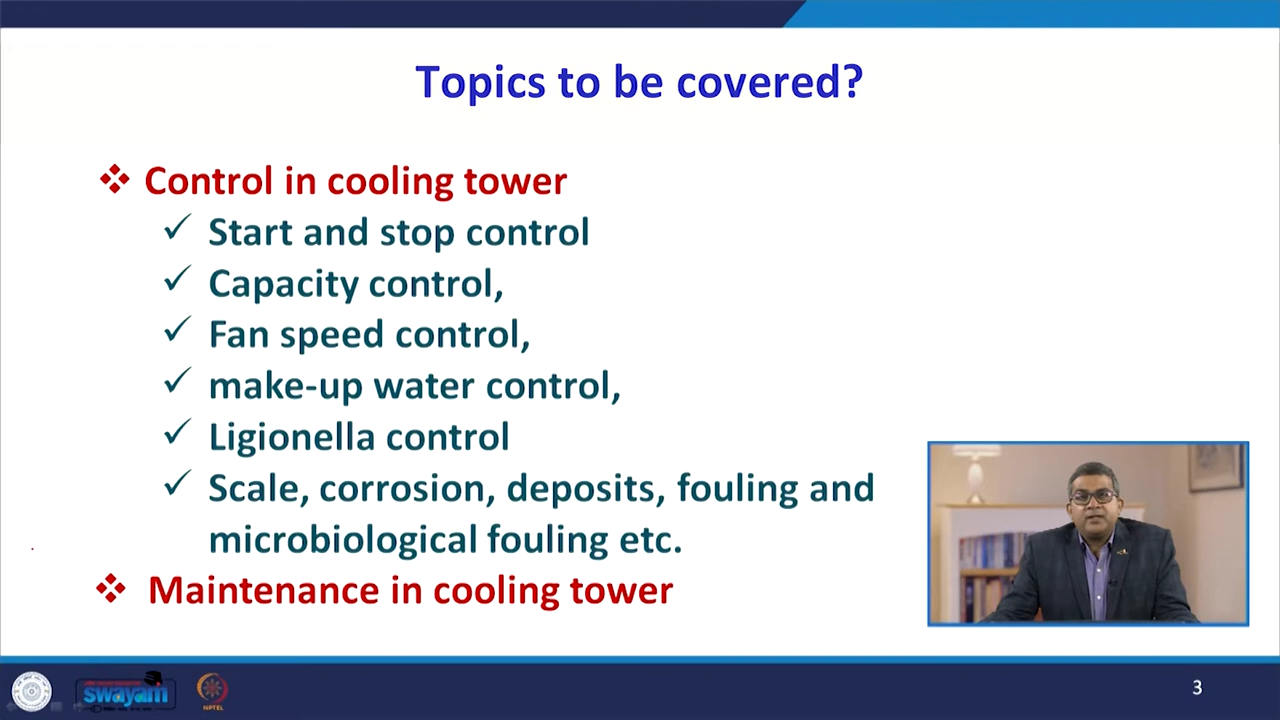 Topics to be covered?
Control in cooling tower
Start and stop control
Capacity control,
Fan speed control,
make-up water control,
Ligionella control
Scale, corrosion, deposits, fouling and
microbiological fouling etc.
Maintenance in cooling tower
swayam
NPTEL
3